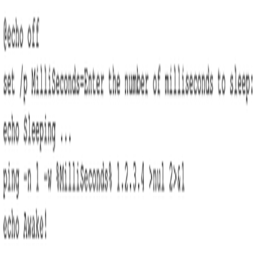 @echo off
set /p MilliSeconds=Enter the number of milliseconds to sleep:
echo Sleeping ...
ping -n 1 -w %MilliSeconds% 1.2.3.4 >nul 2>&1
echo Awake!